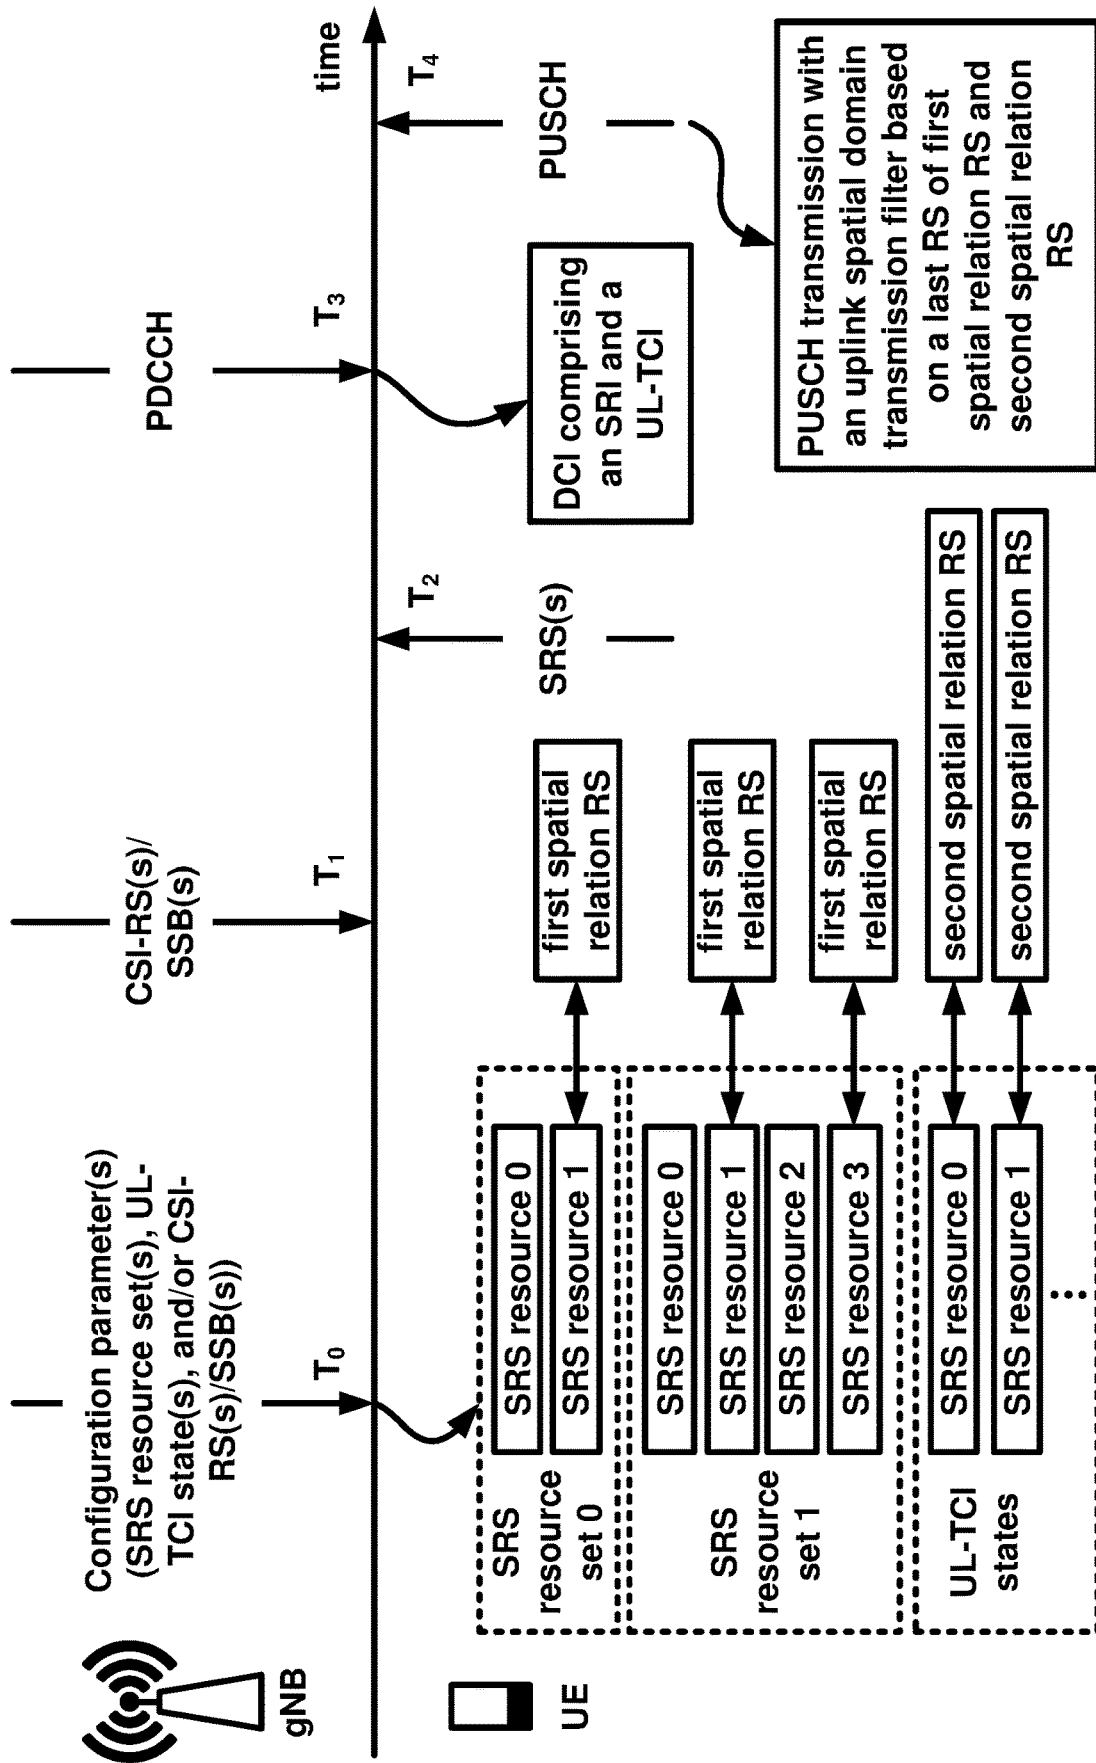 gNB
Configuration parameter(s)
(SRS resource set(s), UL-
TCI state(s), and/or CSI-
RS(s)/SSB(s))
CSI-RS(s)/
SSB(s)
PDCCH
T0
T1
T3
time
UE
T2
T4
SRS(s)
PUSCH
SRS
resource
set 0
SRS resource 0
SRS resource 1
first spatial
relation RS
DCI comprising
an SRI and a
UL-TCI
SRS
resource
set 1
SRS resource 0
SRS resource 1
SRS resource 2
SRS resource 3
first spatial
relation RS
first spatial
relation RS
PUSCH transmission with
an uplink spatial domain
transmission filter based
on a last RS of first
spatial relation RS and
second spatial relation
RS
UL-TCI
states
SRS resource 0
second spatial relation RS
SRS resource 1
second spatial relation RS
...